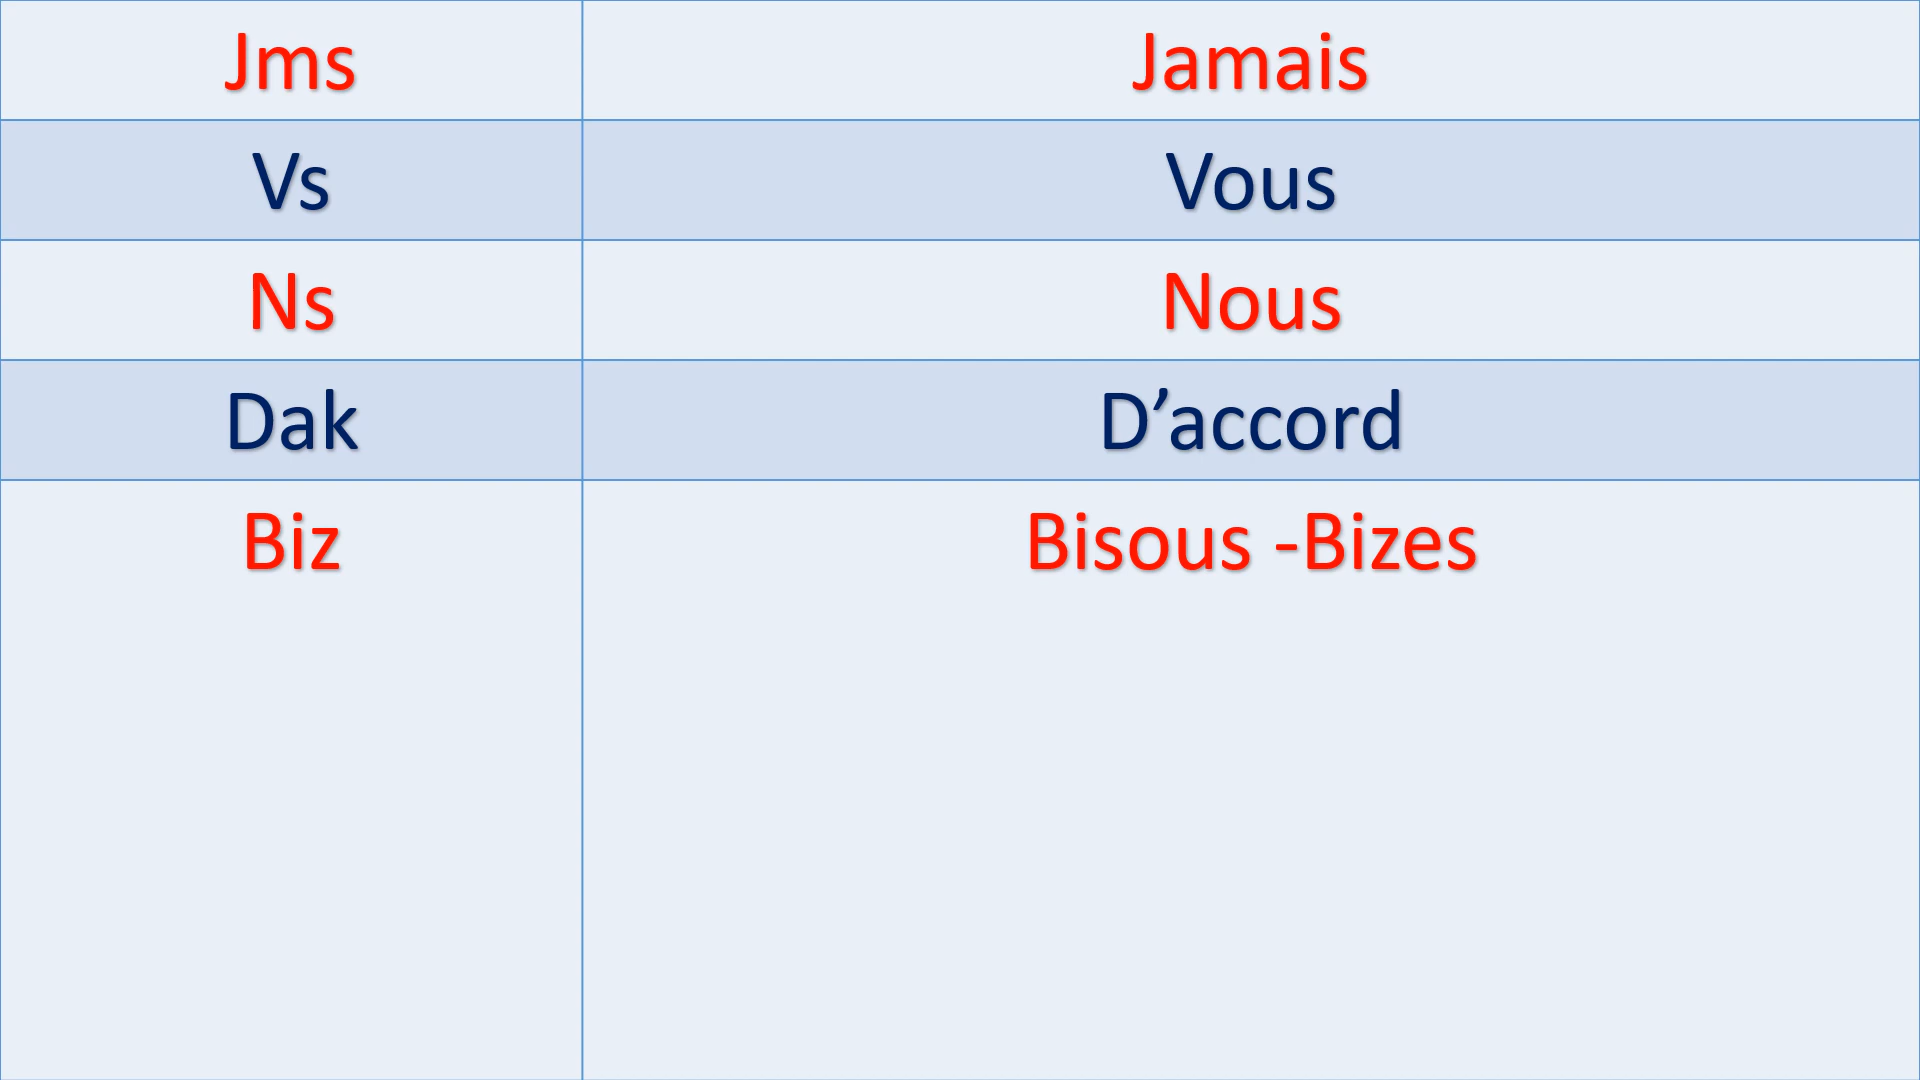 Jms Jamais
Vs Vous
Ns Nous
Dak D’accord
Biz Bisous -Bizes